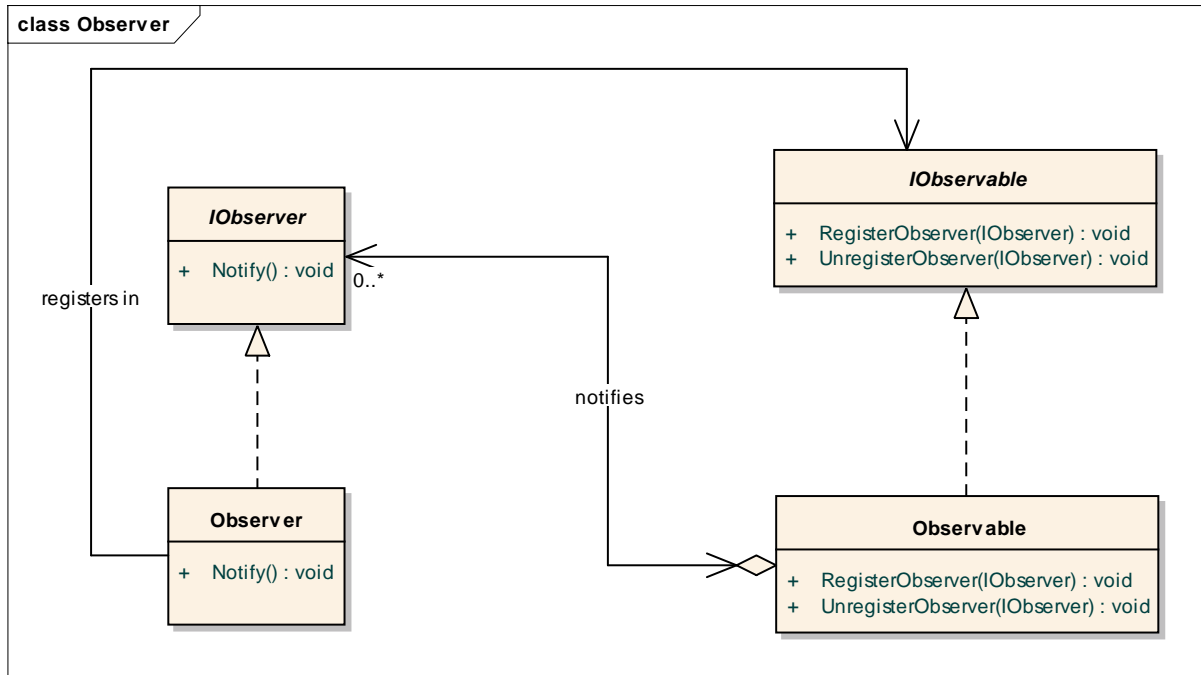 class Observer
IObserver
+ Notify() : void
0..*
registers in
IObservable
+ RegisterObserver(IObserver) : void
+ UnregisterObserver(IObserver) : void
notifies
Observer
+ Notify() : void
Observable
+ RegisterObserver(IObserver) : void
+ UnregisterObserver(IObserver) : void